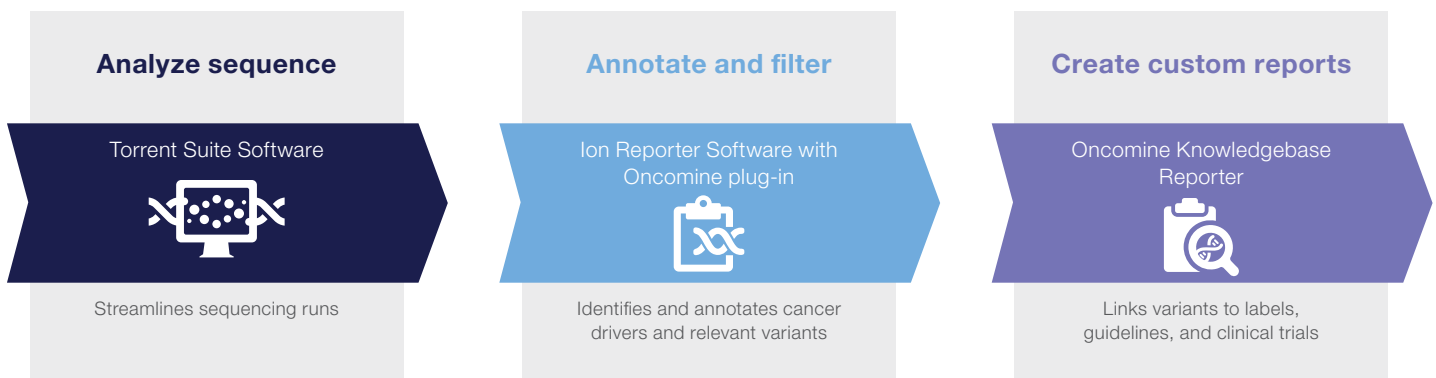 Analyze sequence
Torrent Suite Software
Streamlines sequencing runs
Annotate and filter
Ion Reporter Software with
Oncomine plug-in
Identifies and annotates cancer
drivers and relevant variants
Create custom reports
Oncomine Knowledgebase
Reporter
Links variants to labels,
guidelines, and clinical trials